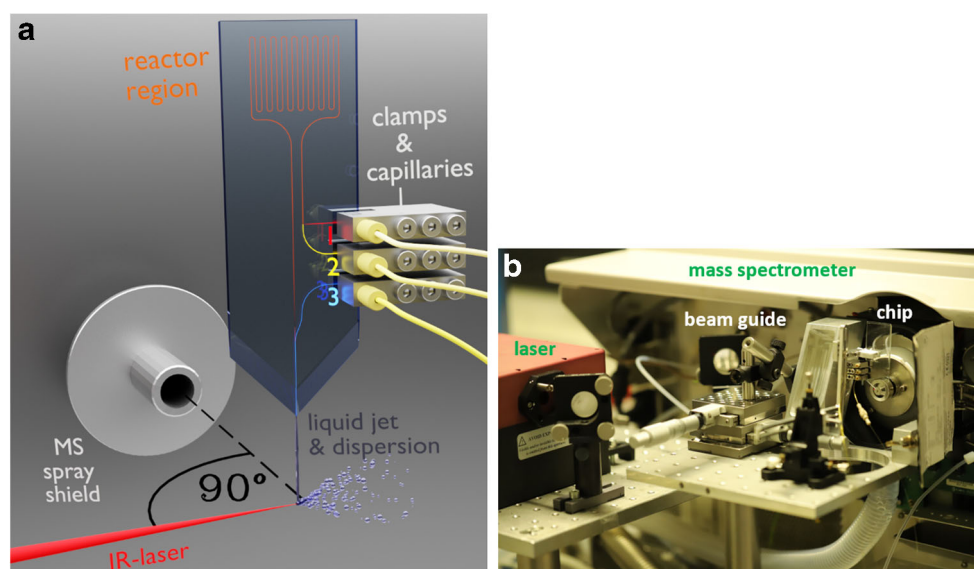 a
reactor
region
clamps
&
capillaries
1
2
3
liquid jet
& dispersion
MS
spray
shield
90°
IR-laser
b
mass spectrometer
beam guide
chip
laser